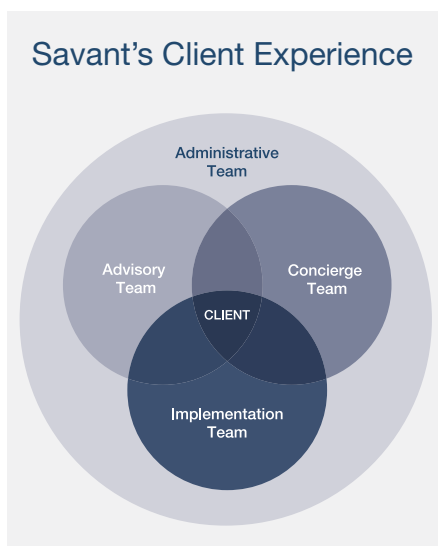 Savant's Client Experience
Administrative
Team
Advisory
Team
Concierge
Team
CLIENT
Implementation
Team